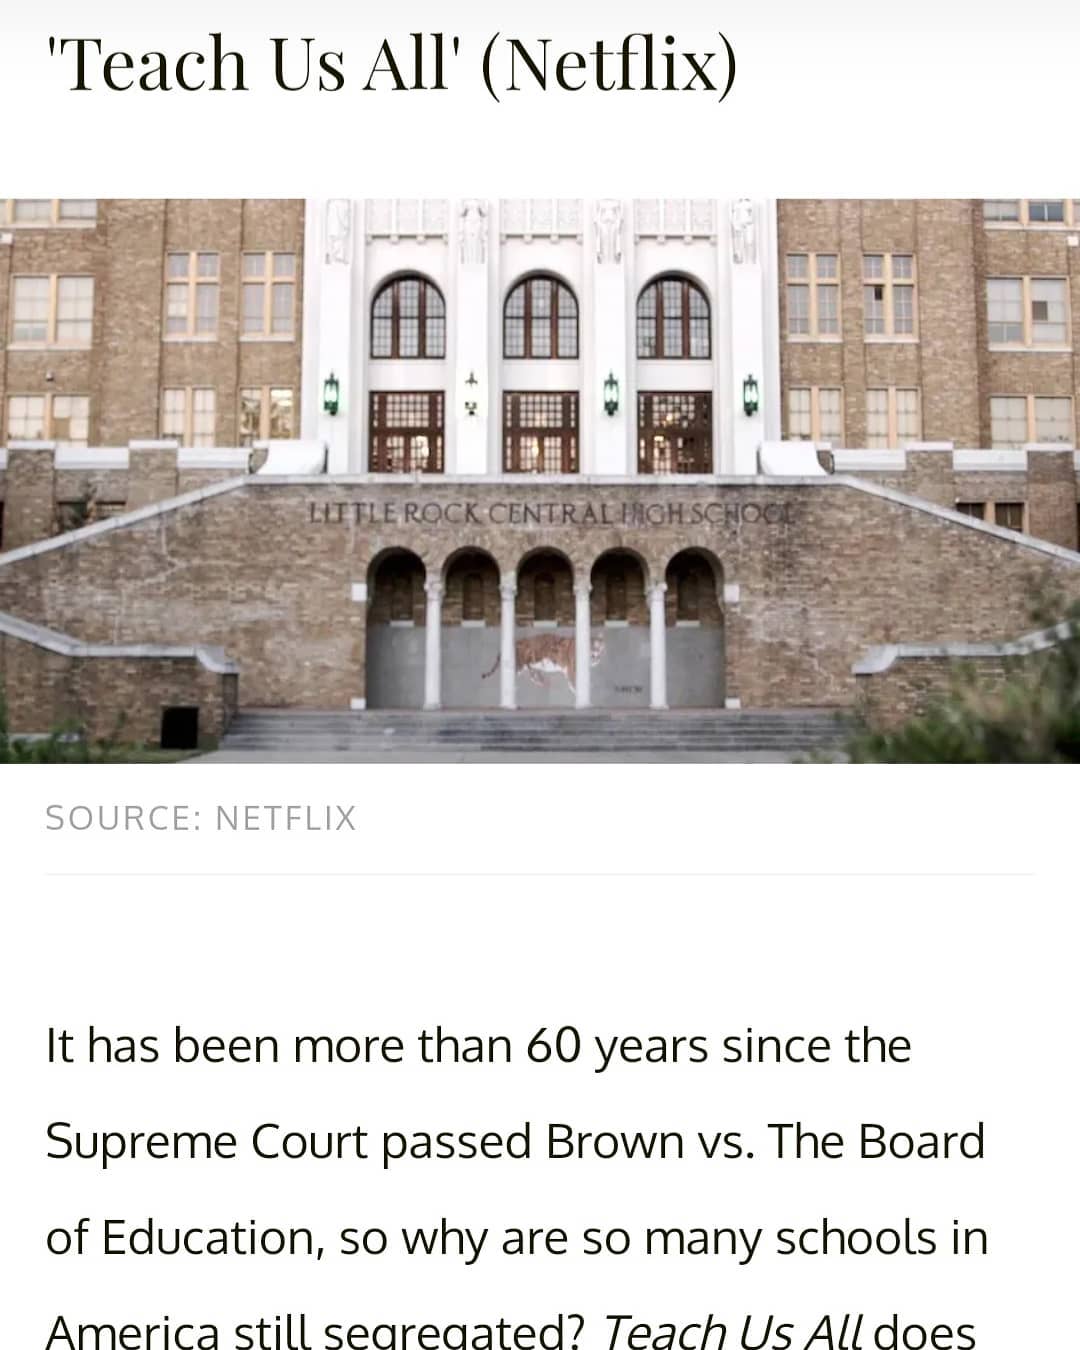 'Teach Us All' (Netflix)
LITTLE ROCK CENTRAL HIGH SCHOOL
SOURCE: NETFLIX
It has been more than 60 years since the
Supreme Court passed Brown vs. The Board
of Education, so why are so many schools in
America still segregated? Teach Us All does